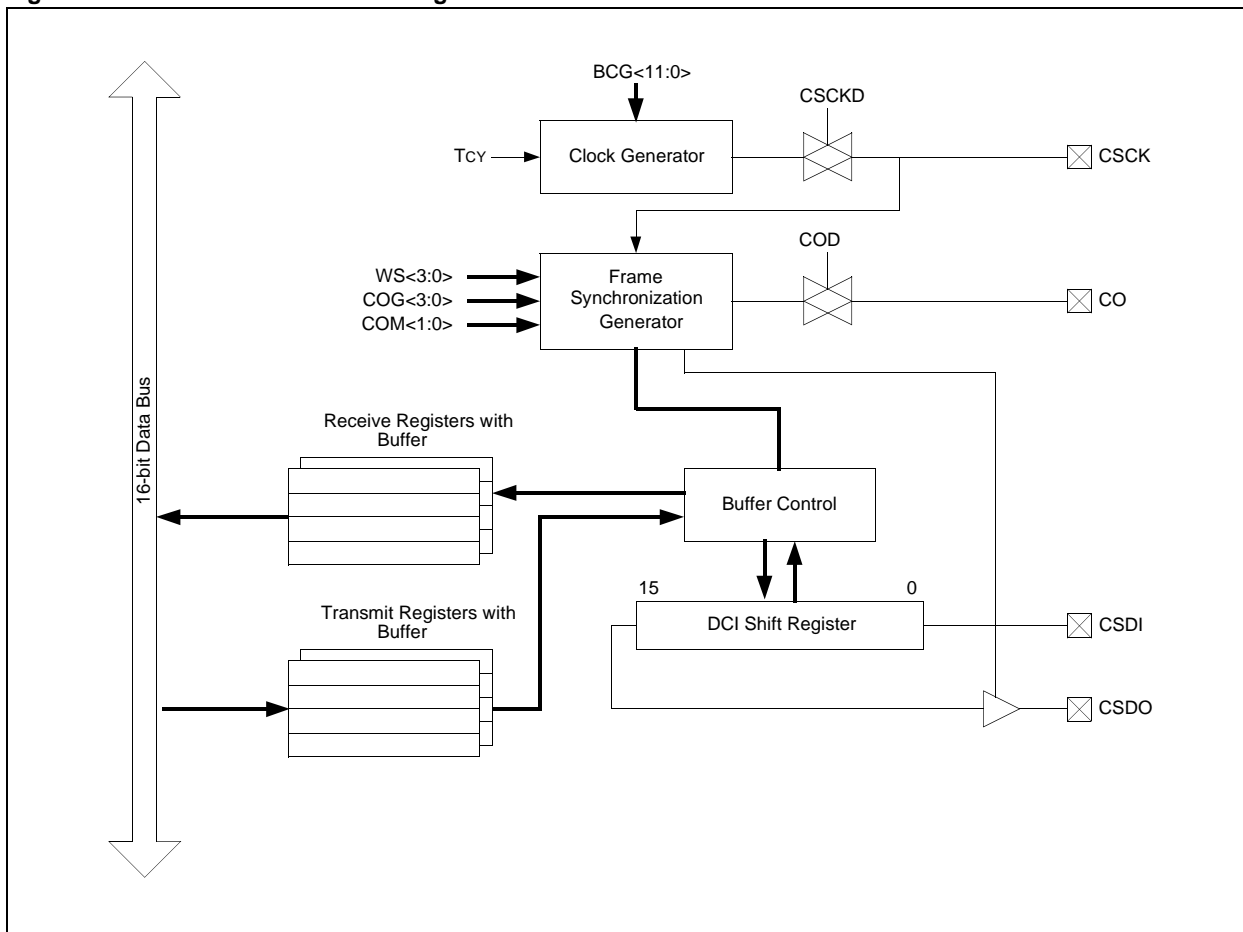 BCG<11:0>
CSCKD
TCY
Clock Generator
CSCK
COD
WS<3:0>
COG<3:0>
COM<1:0>
Frame
Synchronization
Generator
CO
16-bit Data Bus
Receive Registers with
Buffer
Buffer Control
15
0
DCI Shift Register
CSDI
Transmit Registers with
Buffer
CSDO